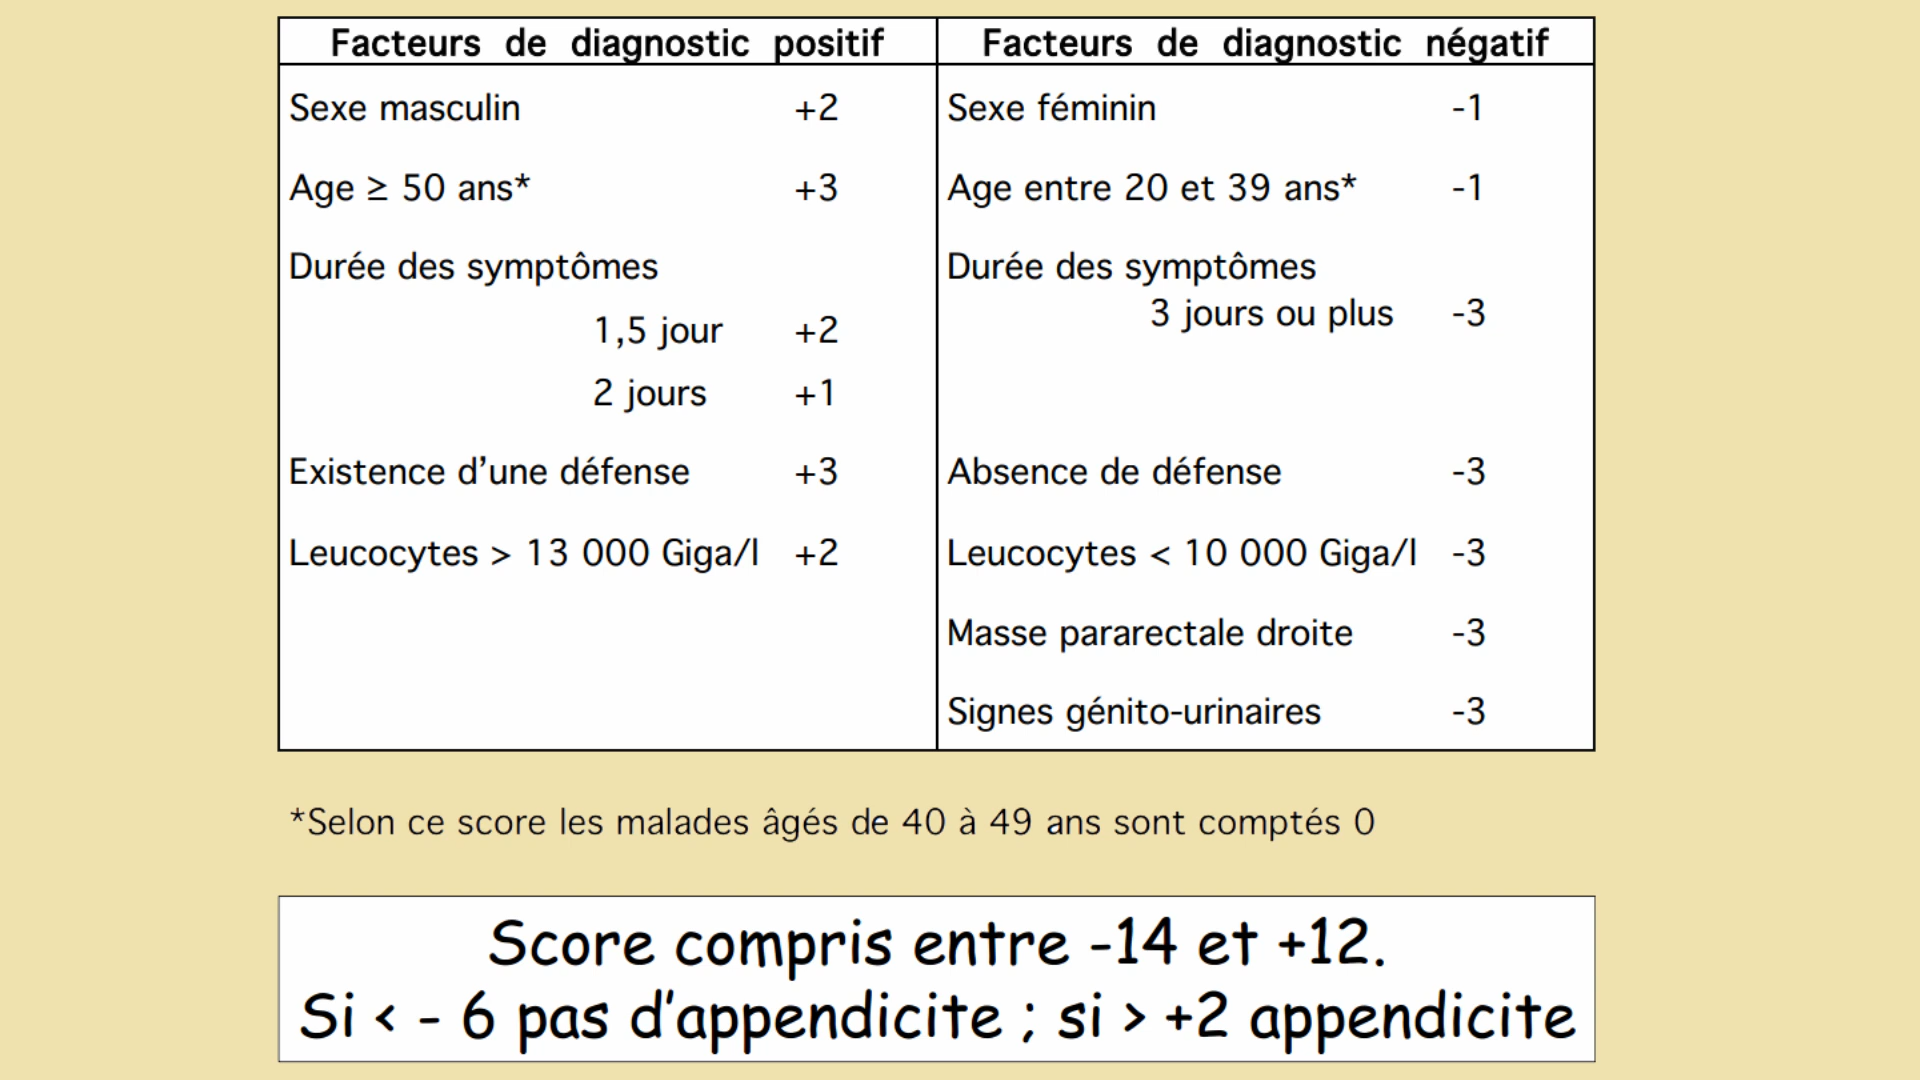 Facteurs de diagnostic positif
Facteurs de diagnostic négatif
Sexe masculin +2
Sexe féminin -1
Age ≥ 50 ans* +3
Age entre 20 et 39 ans* -1
Durée des symptômes
Durée des symptômes
3 jours ou plus -3
1,5 jour +2
2 jours +1
Existence d’une défense +3
Absence de défense -3
Leucocytes > 13 000 Giga/l +2
Leucocytes < 10 000 Giga/l -3
Masse pararectale droite -3
Signes génito-urinaires -3
*Selon ce score les malades âgés de 40 à 49 ans sont comptés 0
Score compris entre -14 et +12.
Si < - 6 pas d’appendicite ; si > +2 appendicite